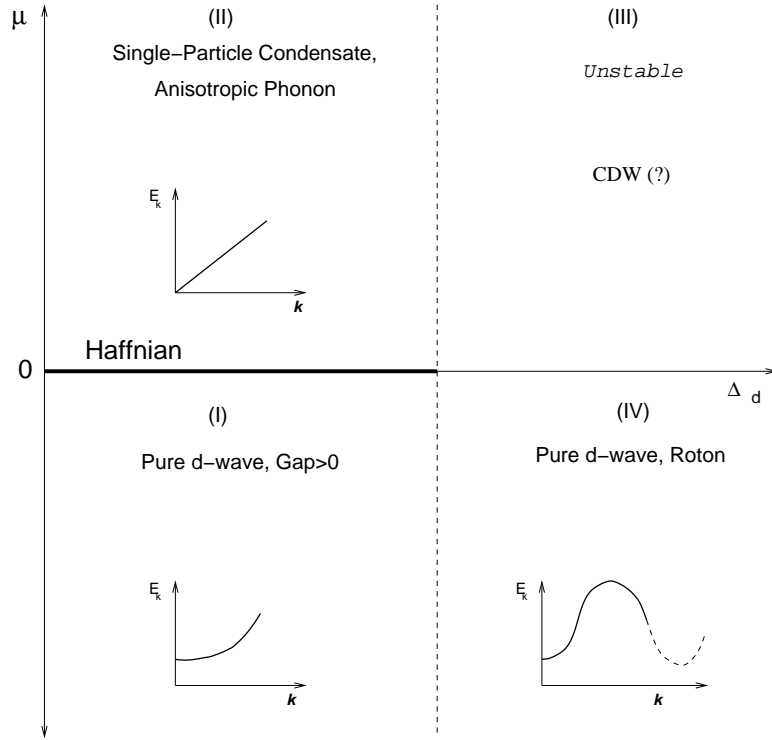 μ
(II)
Single−Particle Condensate,
Anisotropic Phonon
E_k
k
(III)
Unstable
CDW (?)
Haffnian
0
Δ_d
(I)
Pure d−wave, Gap>0
E_k
k
(IV)
Pure d−wave, Roton
E_k
k